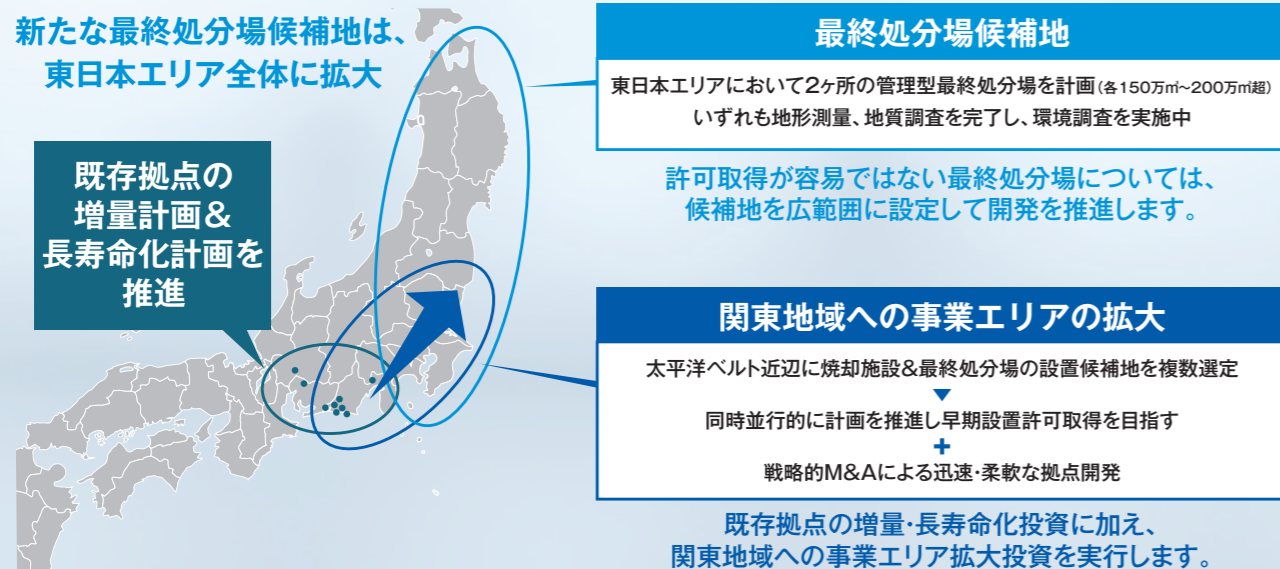 新たな最終処分場候補地は、
東日本エリア全体に拡大
既存拠点の
増量計画＆
長寿命化計画を
推進
最終処分場候補地
東日本エリアにおいて2ヶ所の管理型最終処分場を計画(各150万㎥~200万㎥超)
いずれも地形測量、地質調査を完了し、環境調査を実施中
許可取得が容易ではない最終処分場については、
候補地を広範囲に設定して開発を推進します。
関東地域への事業エリアの拡大
太平洋ベルト近辺に焼却施設&最終処分場の設置候補地を複数選定
▼
同時並行的に計画を推進し早期設置許可取得を目指す
+
戦略的M&Aによる迅速・柔軟な拠点開発
既存拠点の増量・長寿命化投資に加え、
関東地域への事業エリア拡大投資を実行します。